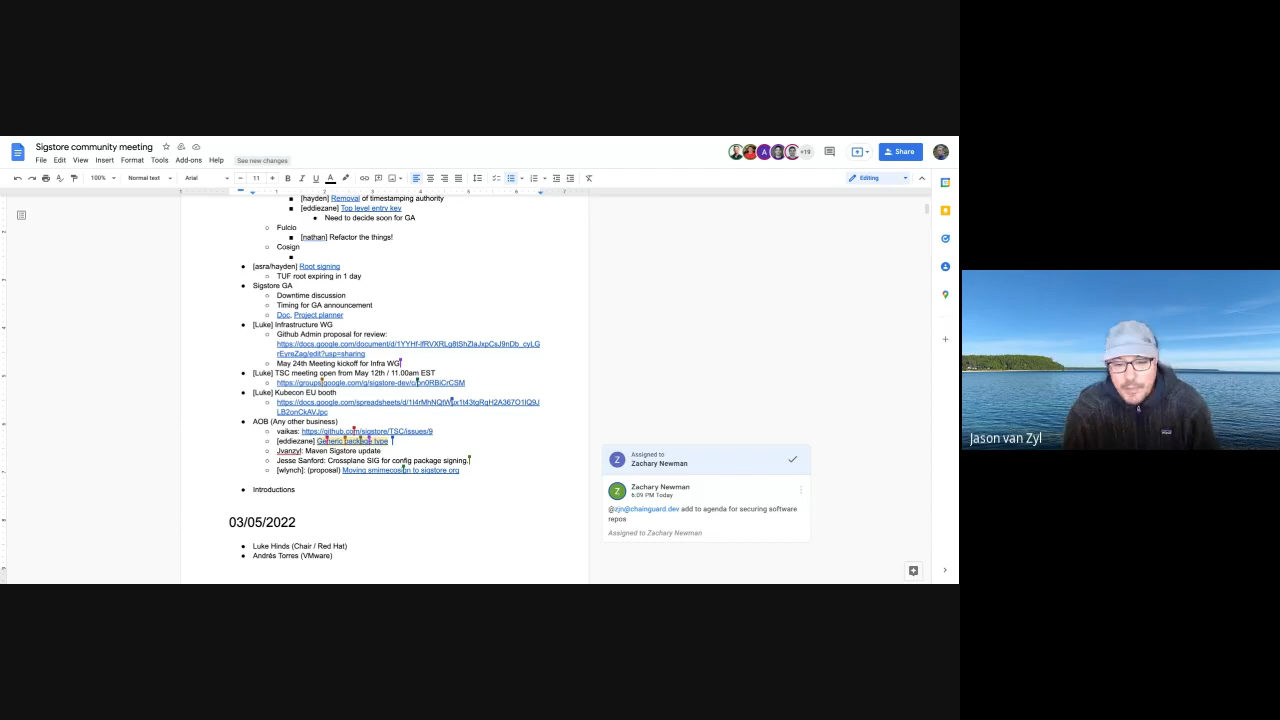 Sigstore community meeting
File Edit View Insert Format Tools Add-ons Help See new changes
+19
Share
100% Normal text Arial 11 Editing
[hayden] Removal of timestamping authority
[eddiezane] Top level entry key
Need to decide soon for GA
Fulcio
[nathan] Refactor the things!
Cosign
[asra/hayden] Root signing
TUF root expiring in 1 day
Sigstore GA
Downtime discussion
Timing for GA announcement
Doc, Project planner
[Luke] Infrastructure WG
Github Admin proposal for review:
May 24th Meeting kickoff for Infra WG
[Luke] TSC meeting open from May 12th / 11.00am EST
[Luke] Kubecon EU booth
LB2onCkAVJpc
AOB (Any other business)
vaikas: https://github.com/sigstore/TSC/issues/9
[eddiezane] Generic package type
Jvanzyl: Maven Sigstore update
Jesse Sanford: Crossplane SIG for config package signing.
[wlynch]: (proposal) Moving smimecosign to sigstore org
Introductions
03/05/2022
Luke Hinds (Chair / Red Hat)
Andrés Torres (VMware)
Z
Assigned to
Zachary Newman
Z
Zachary Newman
6:09 PM Today
@zjn@chainguard.dev add to agenda for securing software
repos
Assigned to Zachary Newman
Jason van Zyl